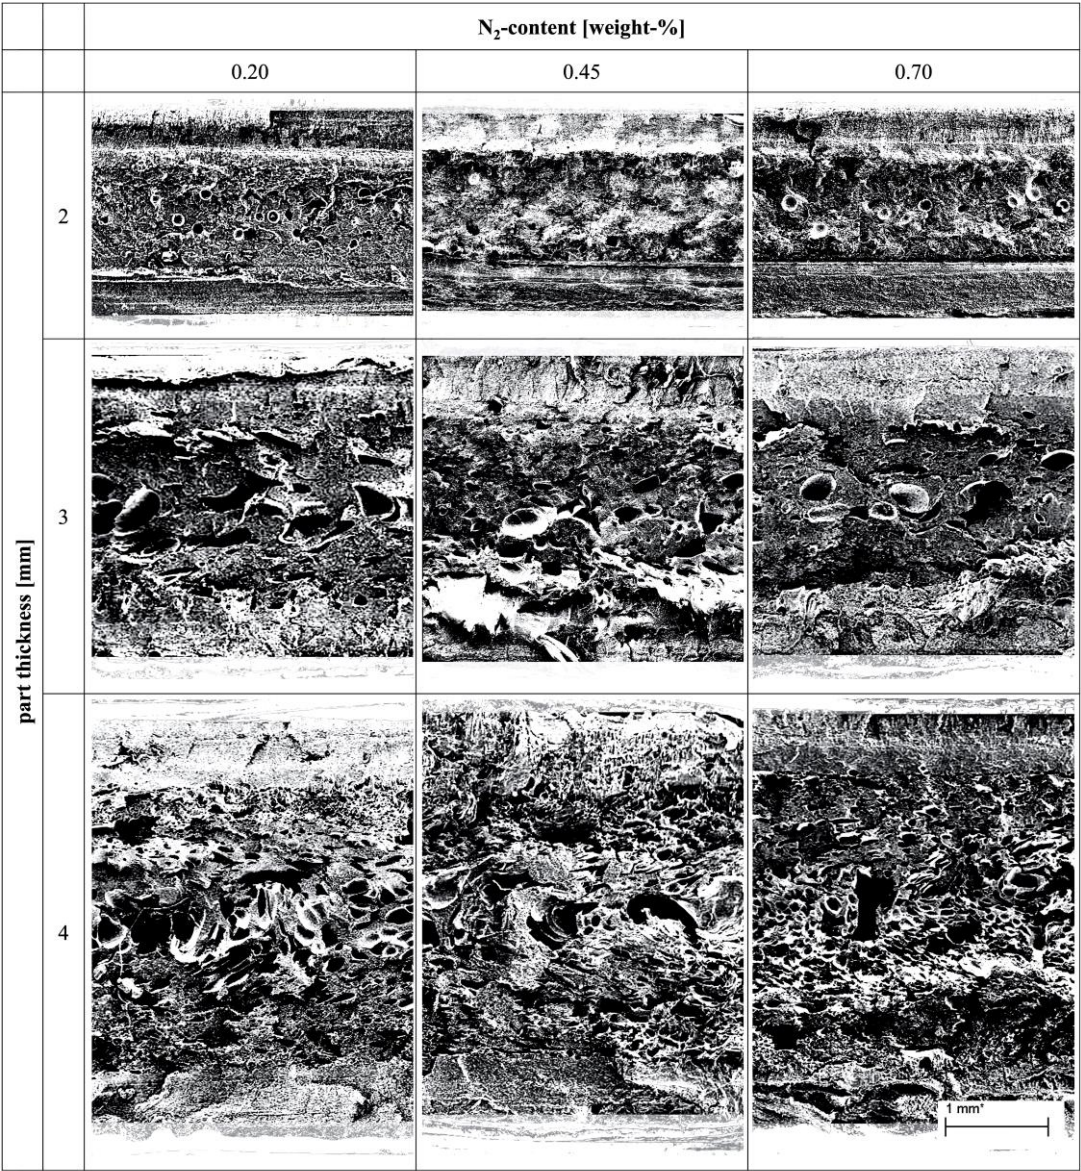 N₂-content [weight-%]
0.20 0.45 0.70
part thickness [mm]
2
3
4
1 mm*